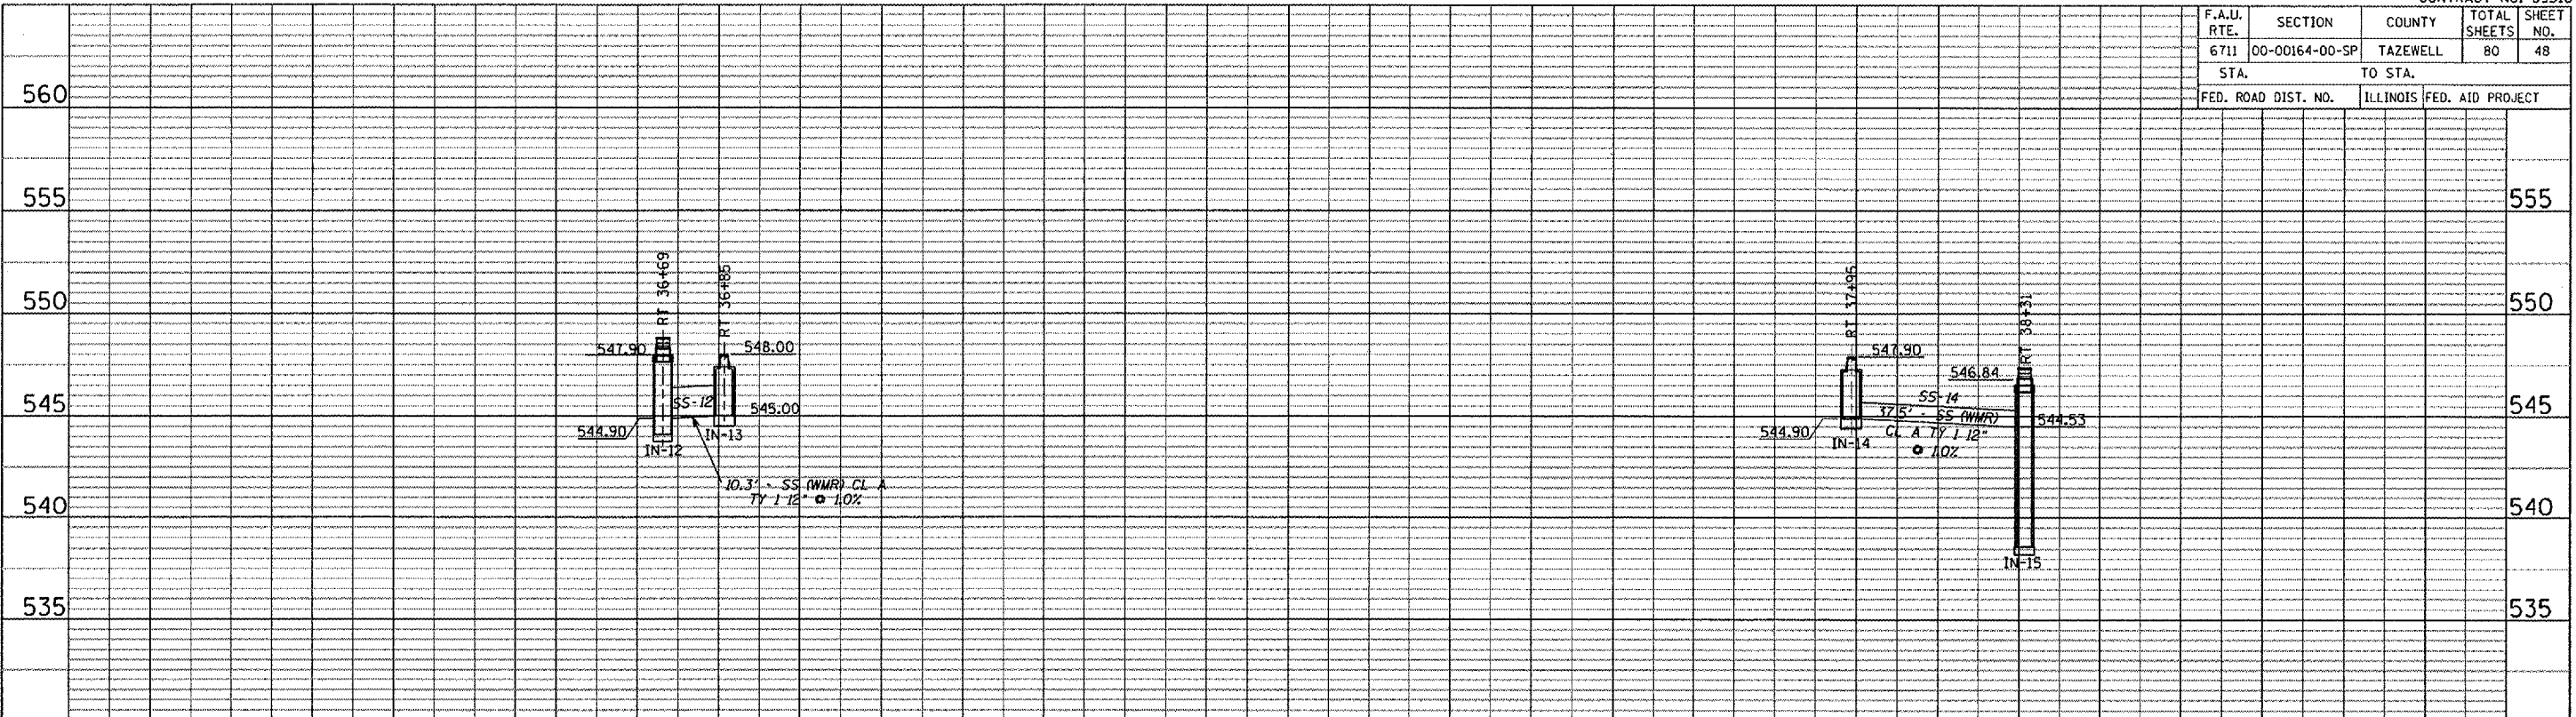 F.A.U. RTE. SECTION COUNTY TOTAL SHEETS SHEET NO.
6711 00-00164-00-SP TAZEWELL 80 48
STA. TO STA.
FED. ROAD DIST. NO. ILLINOIS FED. AID PROJECT
560
555 555
550 550
545 545
540 540
535 535
RT 36+69
RT 36+85
547.90
548.00
SS-12
545.00
544.90
IN-12
IN-13
10.3' - SS (WMR) CL A
TY 1 12" @ 1.0%
RT 37+95
RT 38+31
547.90
546.84
SS-14
37.5' - SS (WMR)
CL A TY 1 12"
@ 1.0%
544.90
544.53
IN-14
IN-15